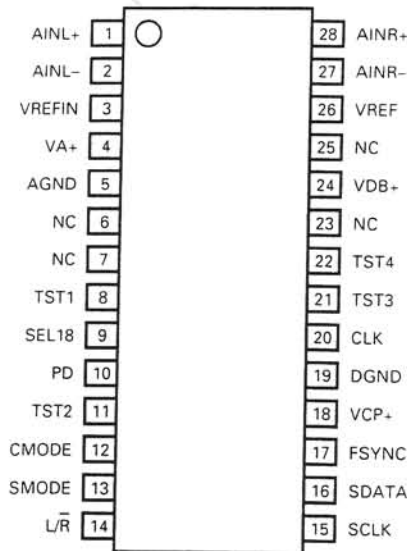 AINL+ 1 28 AINR+
AINL− 2 27 AINR−
VREFIN 3 26 VREF
VA+ 4 25 NC
AGND 5 24 VDB+
NC 6 23 NC
NC 7 22 TST4
TST1 8 21 TST3
SEL18 9 20 CLK
PD 10 19 DGND
TST2 11 18 VCP+
CMODE 12 17 FSYNC
SMODE 13 16 SDATA
L/R̅ 14 15 SCLK